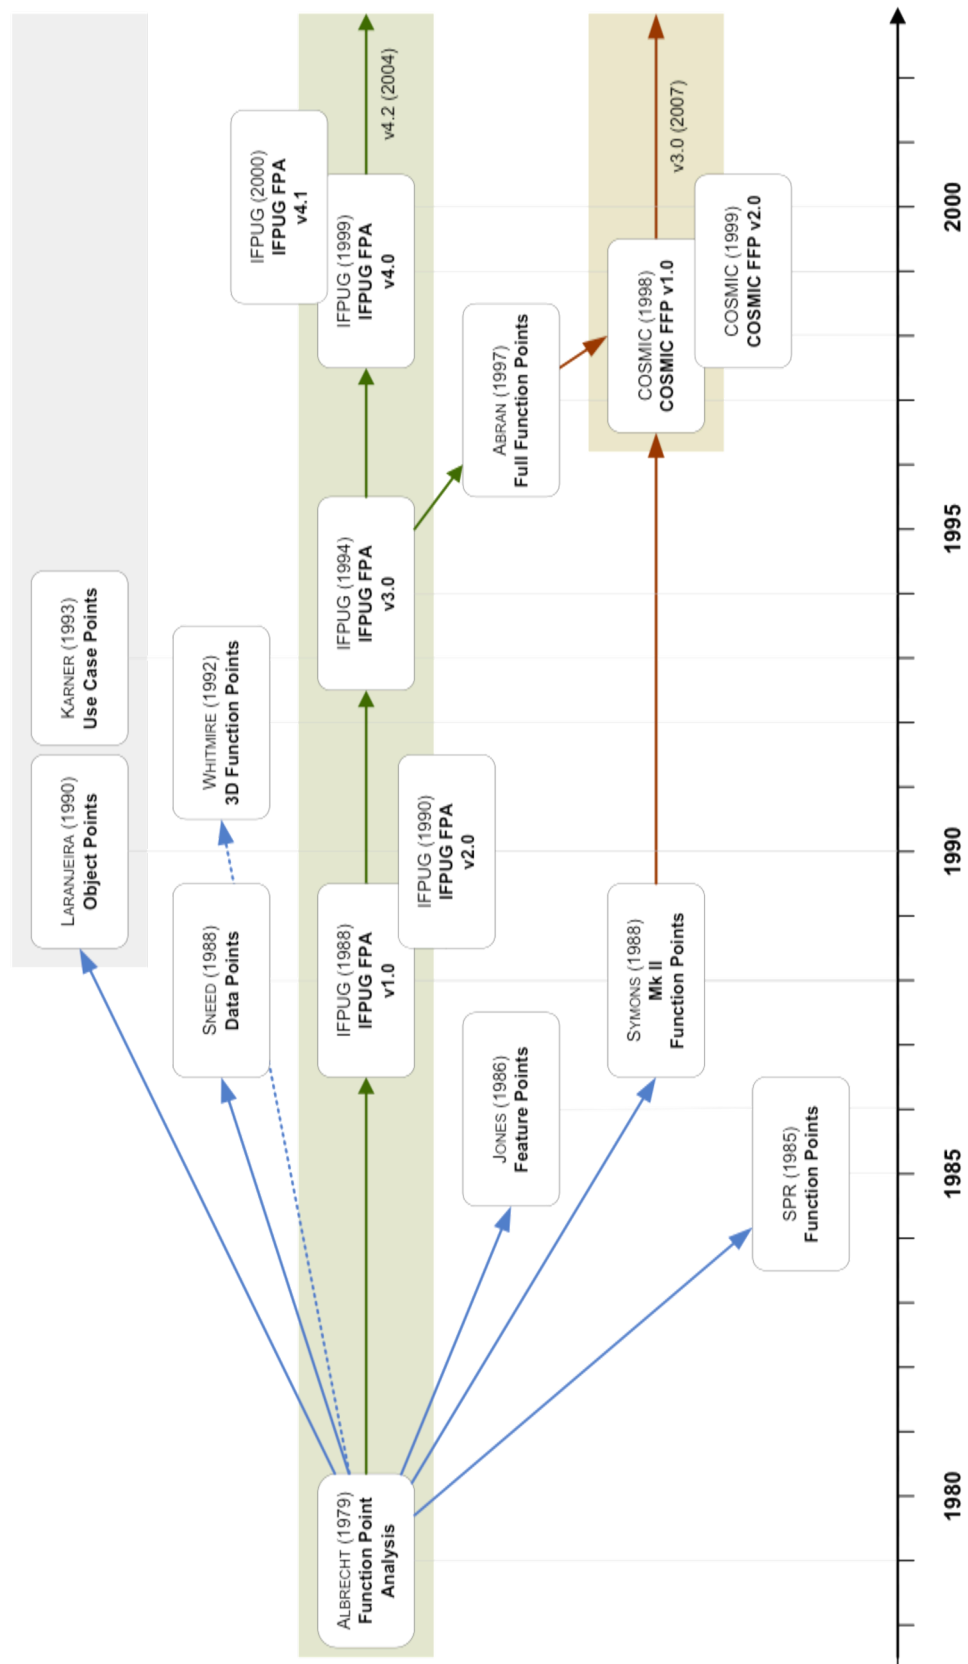 LARANJEIRA (1990)
Object Points
KARNER (1993)
Use Case Points
SNEED (1988)
Data Points
WHITMIRE (1992)
3D Function Points
IFPUG (2000)
IFPUG FPA
v4.1
ALBRECHT (1979)
Function Point
Analysis
IFPUG (1988)
IFPUG FPA
v1.0
IFPUG (1994)
IFPUG FPA
v3.0
IFPUG (1999)
IFPUG FPA
v4.0
v4.2 (2004)
IFPUG (1990)
IFPUG FPA
v2.0
JONES (1986)
Feature Points
ABRAN (1997)
Full Function Points
SYMONS (1988)
Mk II
Function Points
COSMIC (1998)
COSMIC FFP v1.0
v3.0 (2007)
COSMIC (1999)
COSMIC FFP v2.0
SPR (1985)
Function Points
1980
1985
1990
1995
2000